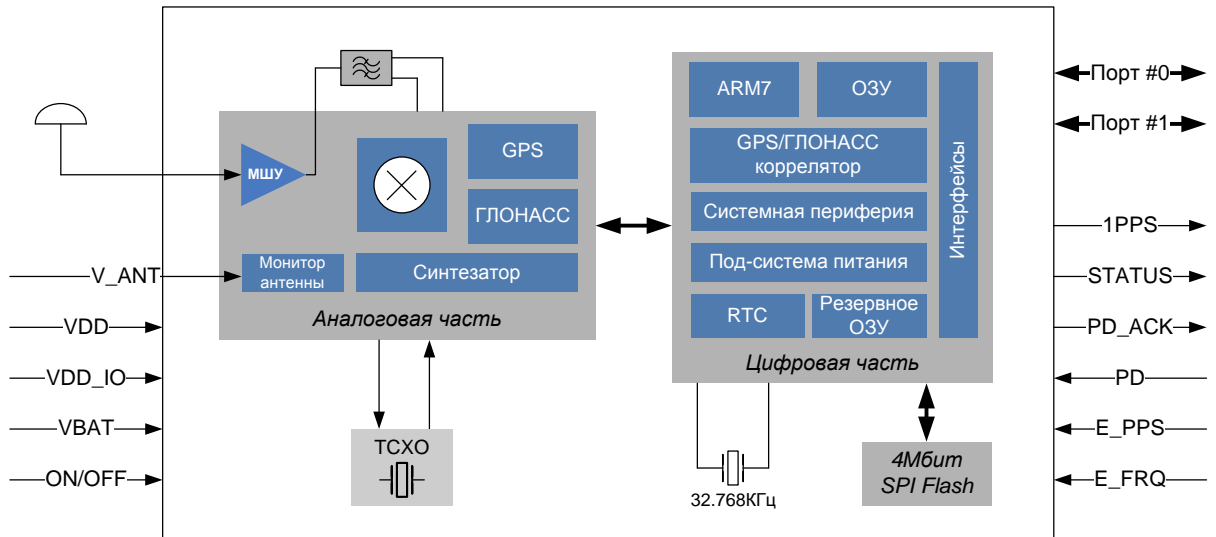 МШУ
GPS
ГЛОНАСС
Монитор
антенны
Синтезатор
Аналоговая часть
TCXO
ARM7
ОЗУ
GPS/ГЛОНАСС
коррелятор
Системная периферия
Под-система питания
RTC
Резервное
ОЗУ
Интерфейсы
Цифровая часть
32.768КГц
4Мбит
SPI Flash
V_ANT
VDD
VDD_IO
VBAT
ON/OFF
Порт #0
Порт #1
1PPS
STATUS
PD_ACK
PD
E_PPS
E_FRQ